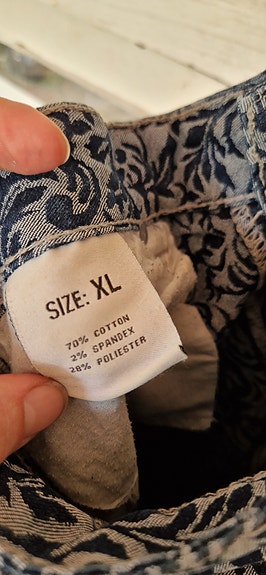 SIZE: XL
70% COTTON
2% SPANDEX
28% POLIESTER